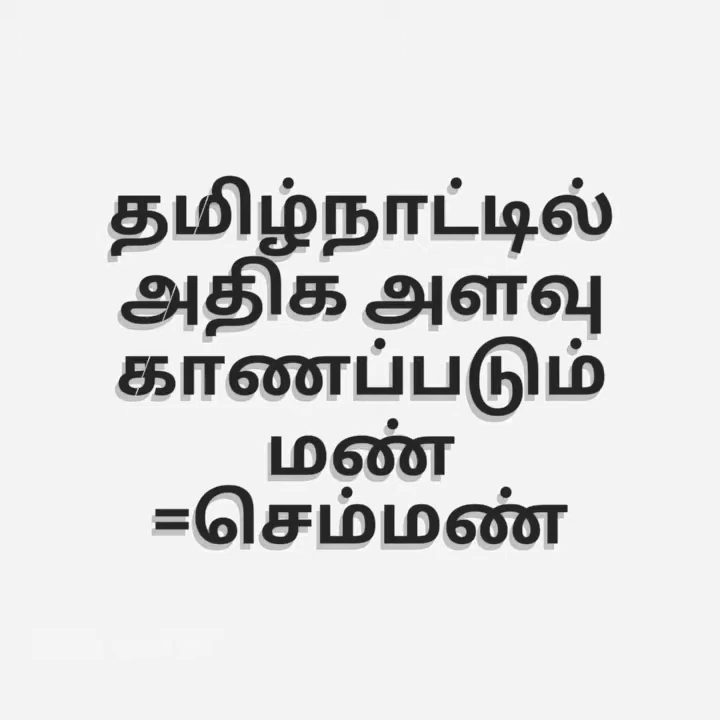 தமிழ்நாட்டில்
அதிக அளவு
காணப்படும்
மண்
=செம்மண்